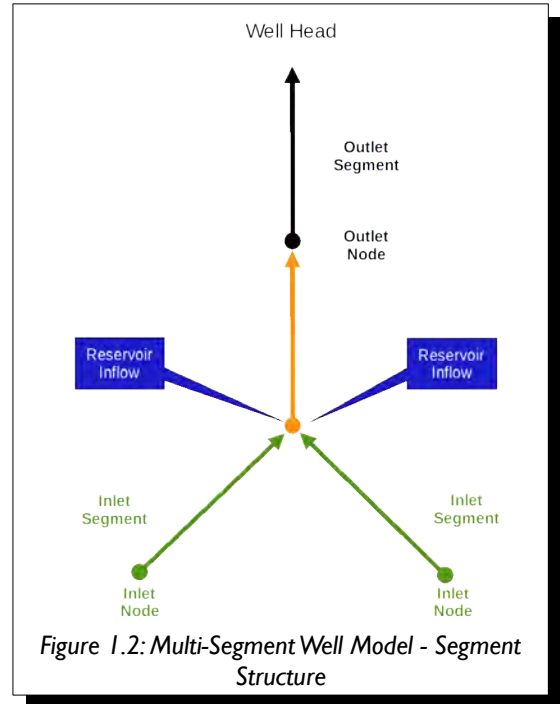 Well Head
Outlet
Segment
Outlet
Node
Reservoir
Inflow
Reservoir
Inflow
Inlet
Segment
Inlet
Segment
Inlet
Node
Inlet
Node
Figure 1.2: Multi-Segment Well Model - Segment
Structure